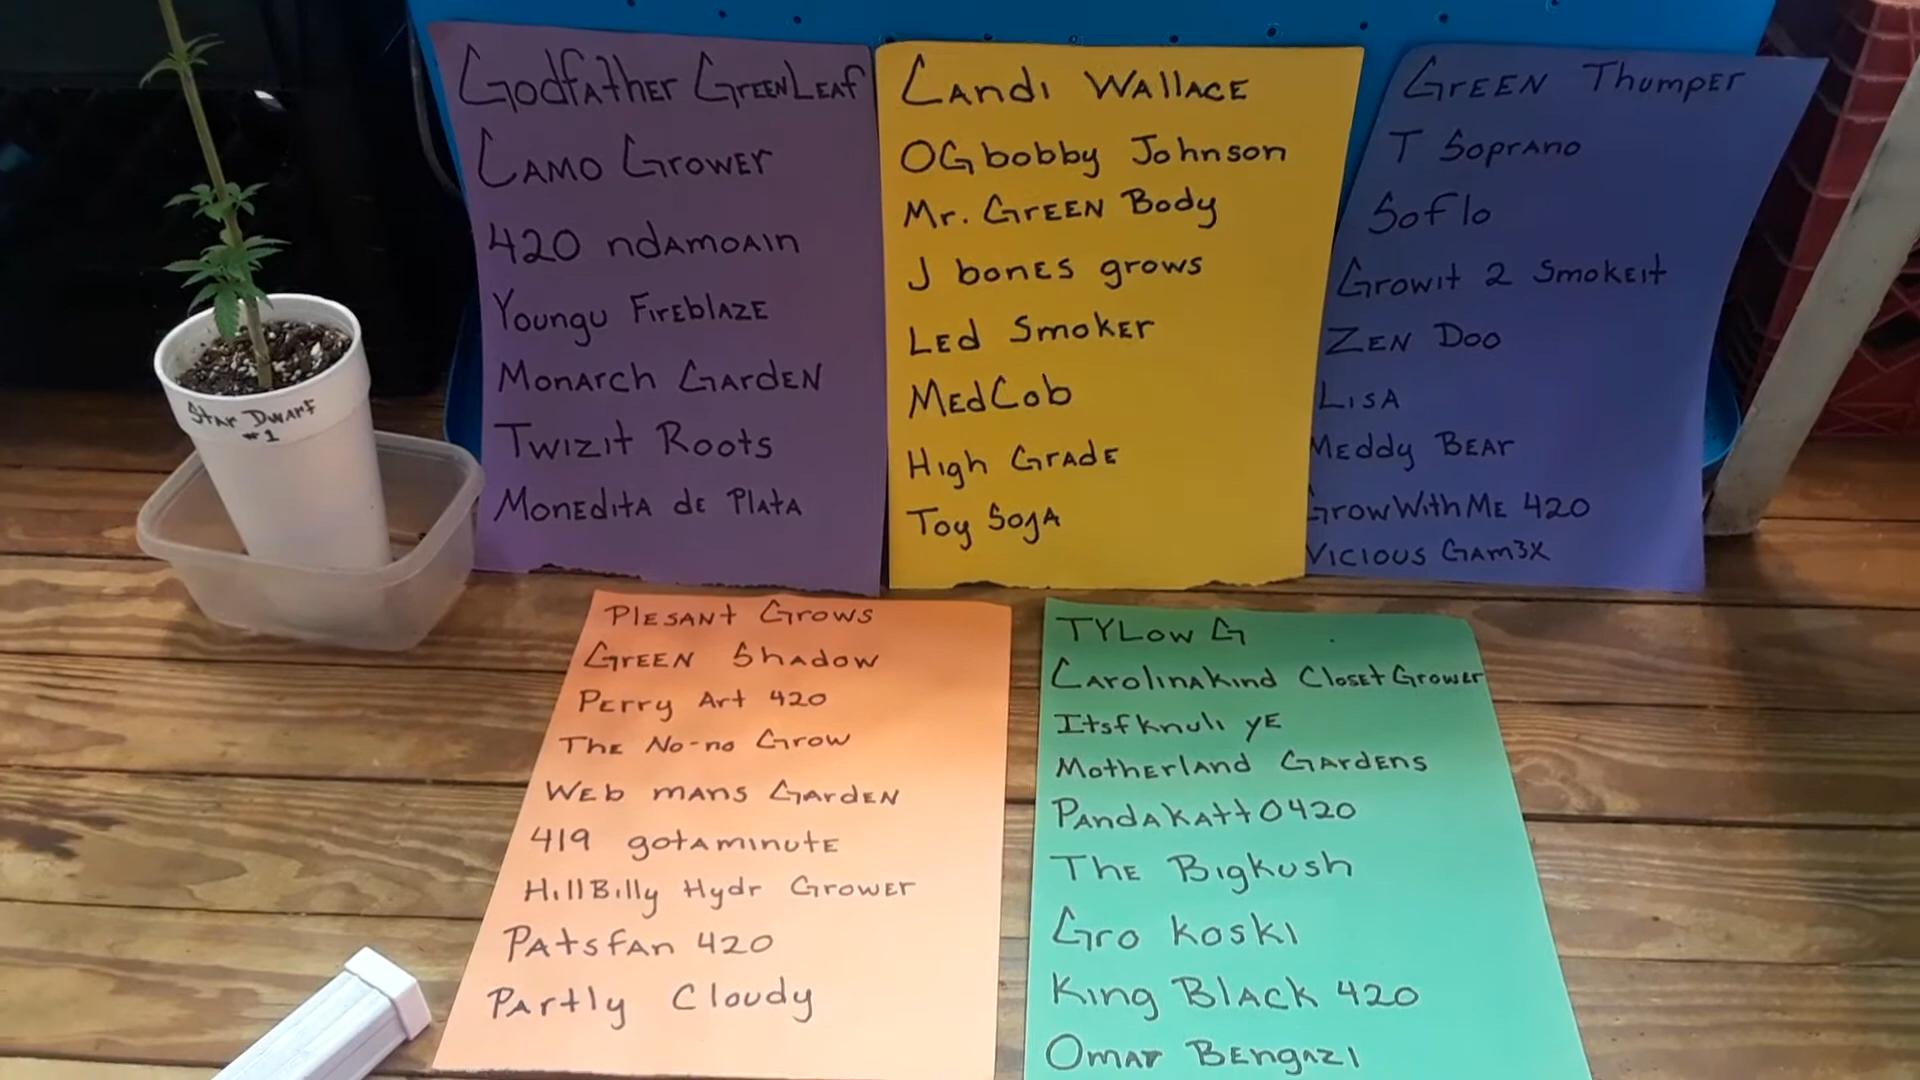 Godfather GreenLeaf
Camo Grower
420 ndamoain
Youngu Fireblaze
Monarch Garden
Twizit Roots
Monedita de Plata
Candi Wallace
OGbobby Johnson
Mr. Green Body
J bones grows
Led Smoker
MedCob
High Grade
Toy Soja
Green Thumper
T Soprano
Soflo
Growit 2 Smokeit
Zen Doo
Lisa
Meddy Bear
GrowWithMe 420
Vicious Gam3x
Star Dwarf
#1
Plesant Grows
Green Shadow
Perry Art 420
The No-no Grow
Web mans Garden
419 gotaminute
HillBilly Hydr Grower
Patsfan 420
Partly Cloudy
TYLow G
Carolinakind Closet Grower
Itsfknuli ye
Motherland Gardens
Pandakatt0420
The Bigkush
Gro koski
King Black 420
Omar Bengazi